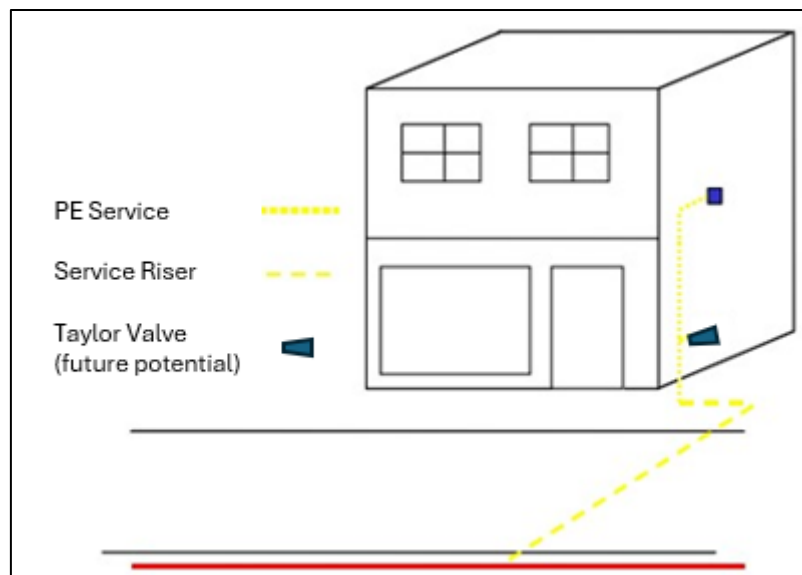 PE Service
Service Riser
Taylor Valve
(future potential)